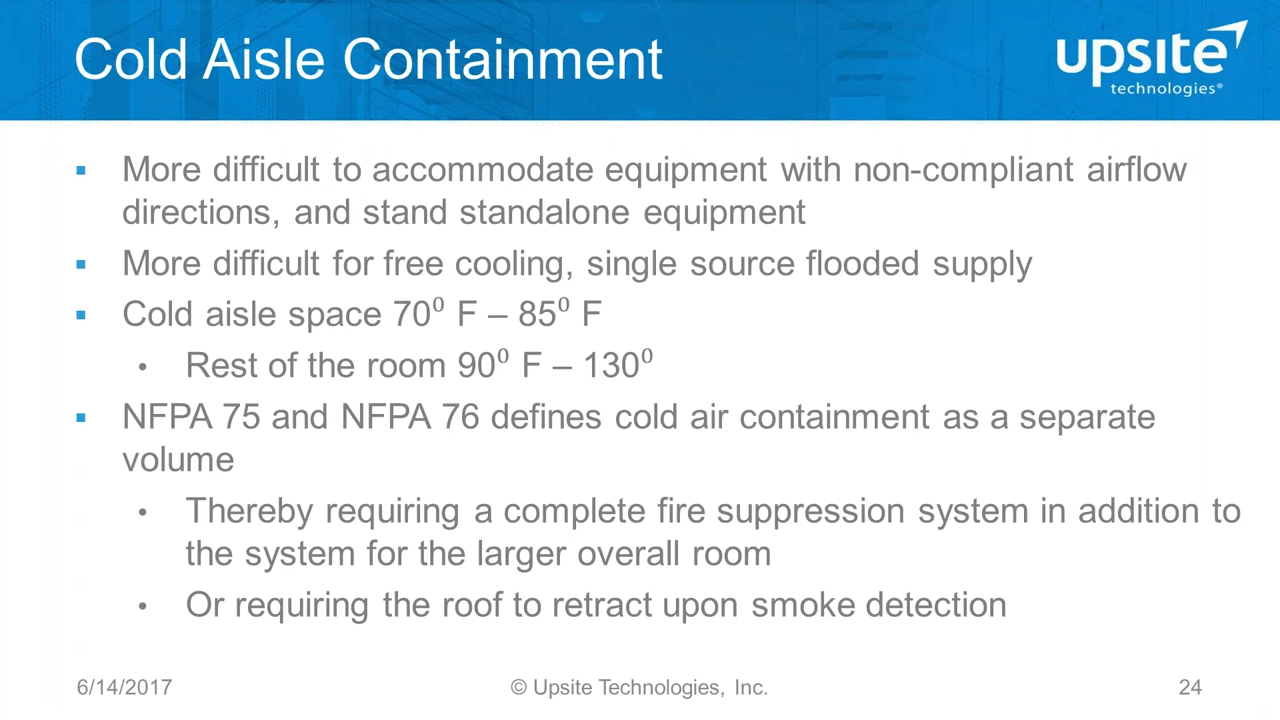 Cold Aisle Containment
upsite
technologies®
▪ More difficult to accommodate equipment with non-compliant airflow
directions, and stand standalone equipment
▪ More difficult for free cooling, single source flooded supply
▪ Cold aisle space 70⁰ F – 85⁰ F
• Rest of the room 90⁰ F – 130⁰
▪ NFPA 75 and NFPA 76 defines cold air containment as a separate
volume
• Thereby requiring a complete fire suppression system in addition to
the system for the larger overall room
• Or requiring the roof to retract upon smoke detection
6/14/2017
© Upsite Technologies, Inc.
24